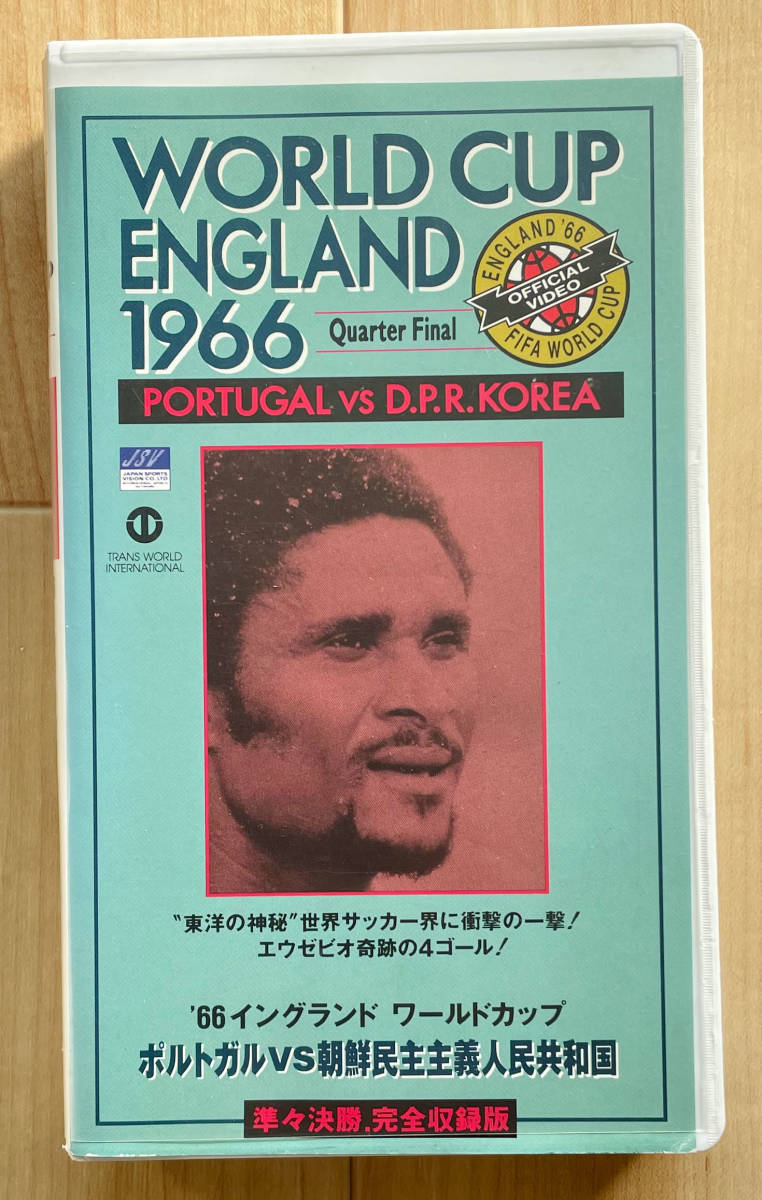 WORLD CUP
ENGLAND
1966
Quarter Final
ENGLAND '66
OFFICIAL
VIDEO
FIFA WORLD CUP
PORTUGAL VS D.P.R. KOREA
JSV
JAPAN SPORTS
VISION CO.,LTD
TRANS WORLD
INTERNATIONAL
"東洋の神秘"世界サッカー界に衝撃の一撃!
エウゼビオ奇跡の4ゴール!
'66イングランド ワールドカップ
ポルトガルVS朝鮮民主主義人民共和国
準々決勝.完全収録版